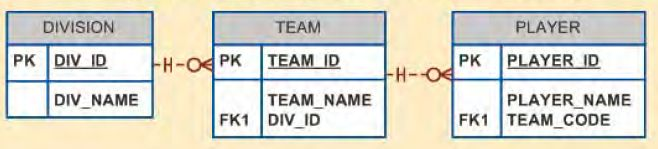 DIVISION
PK DIV_ID
DIV_NAME
TEAM
PK TEAM_ID
TEAM_NAME
FK1 DIV_ID
PLAYER
PK PLAYER_ID
PLAYER_NAME
FK1 TEAM_CODE